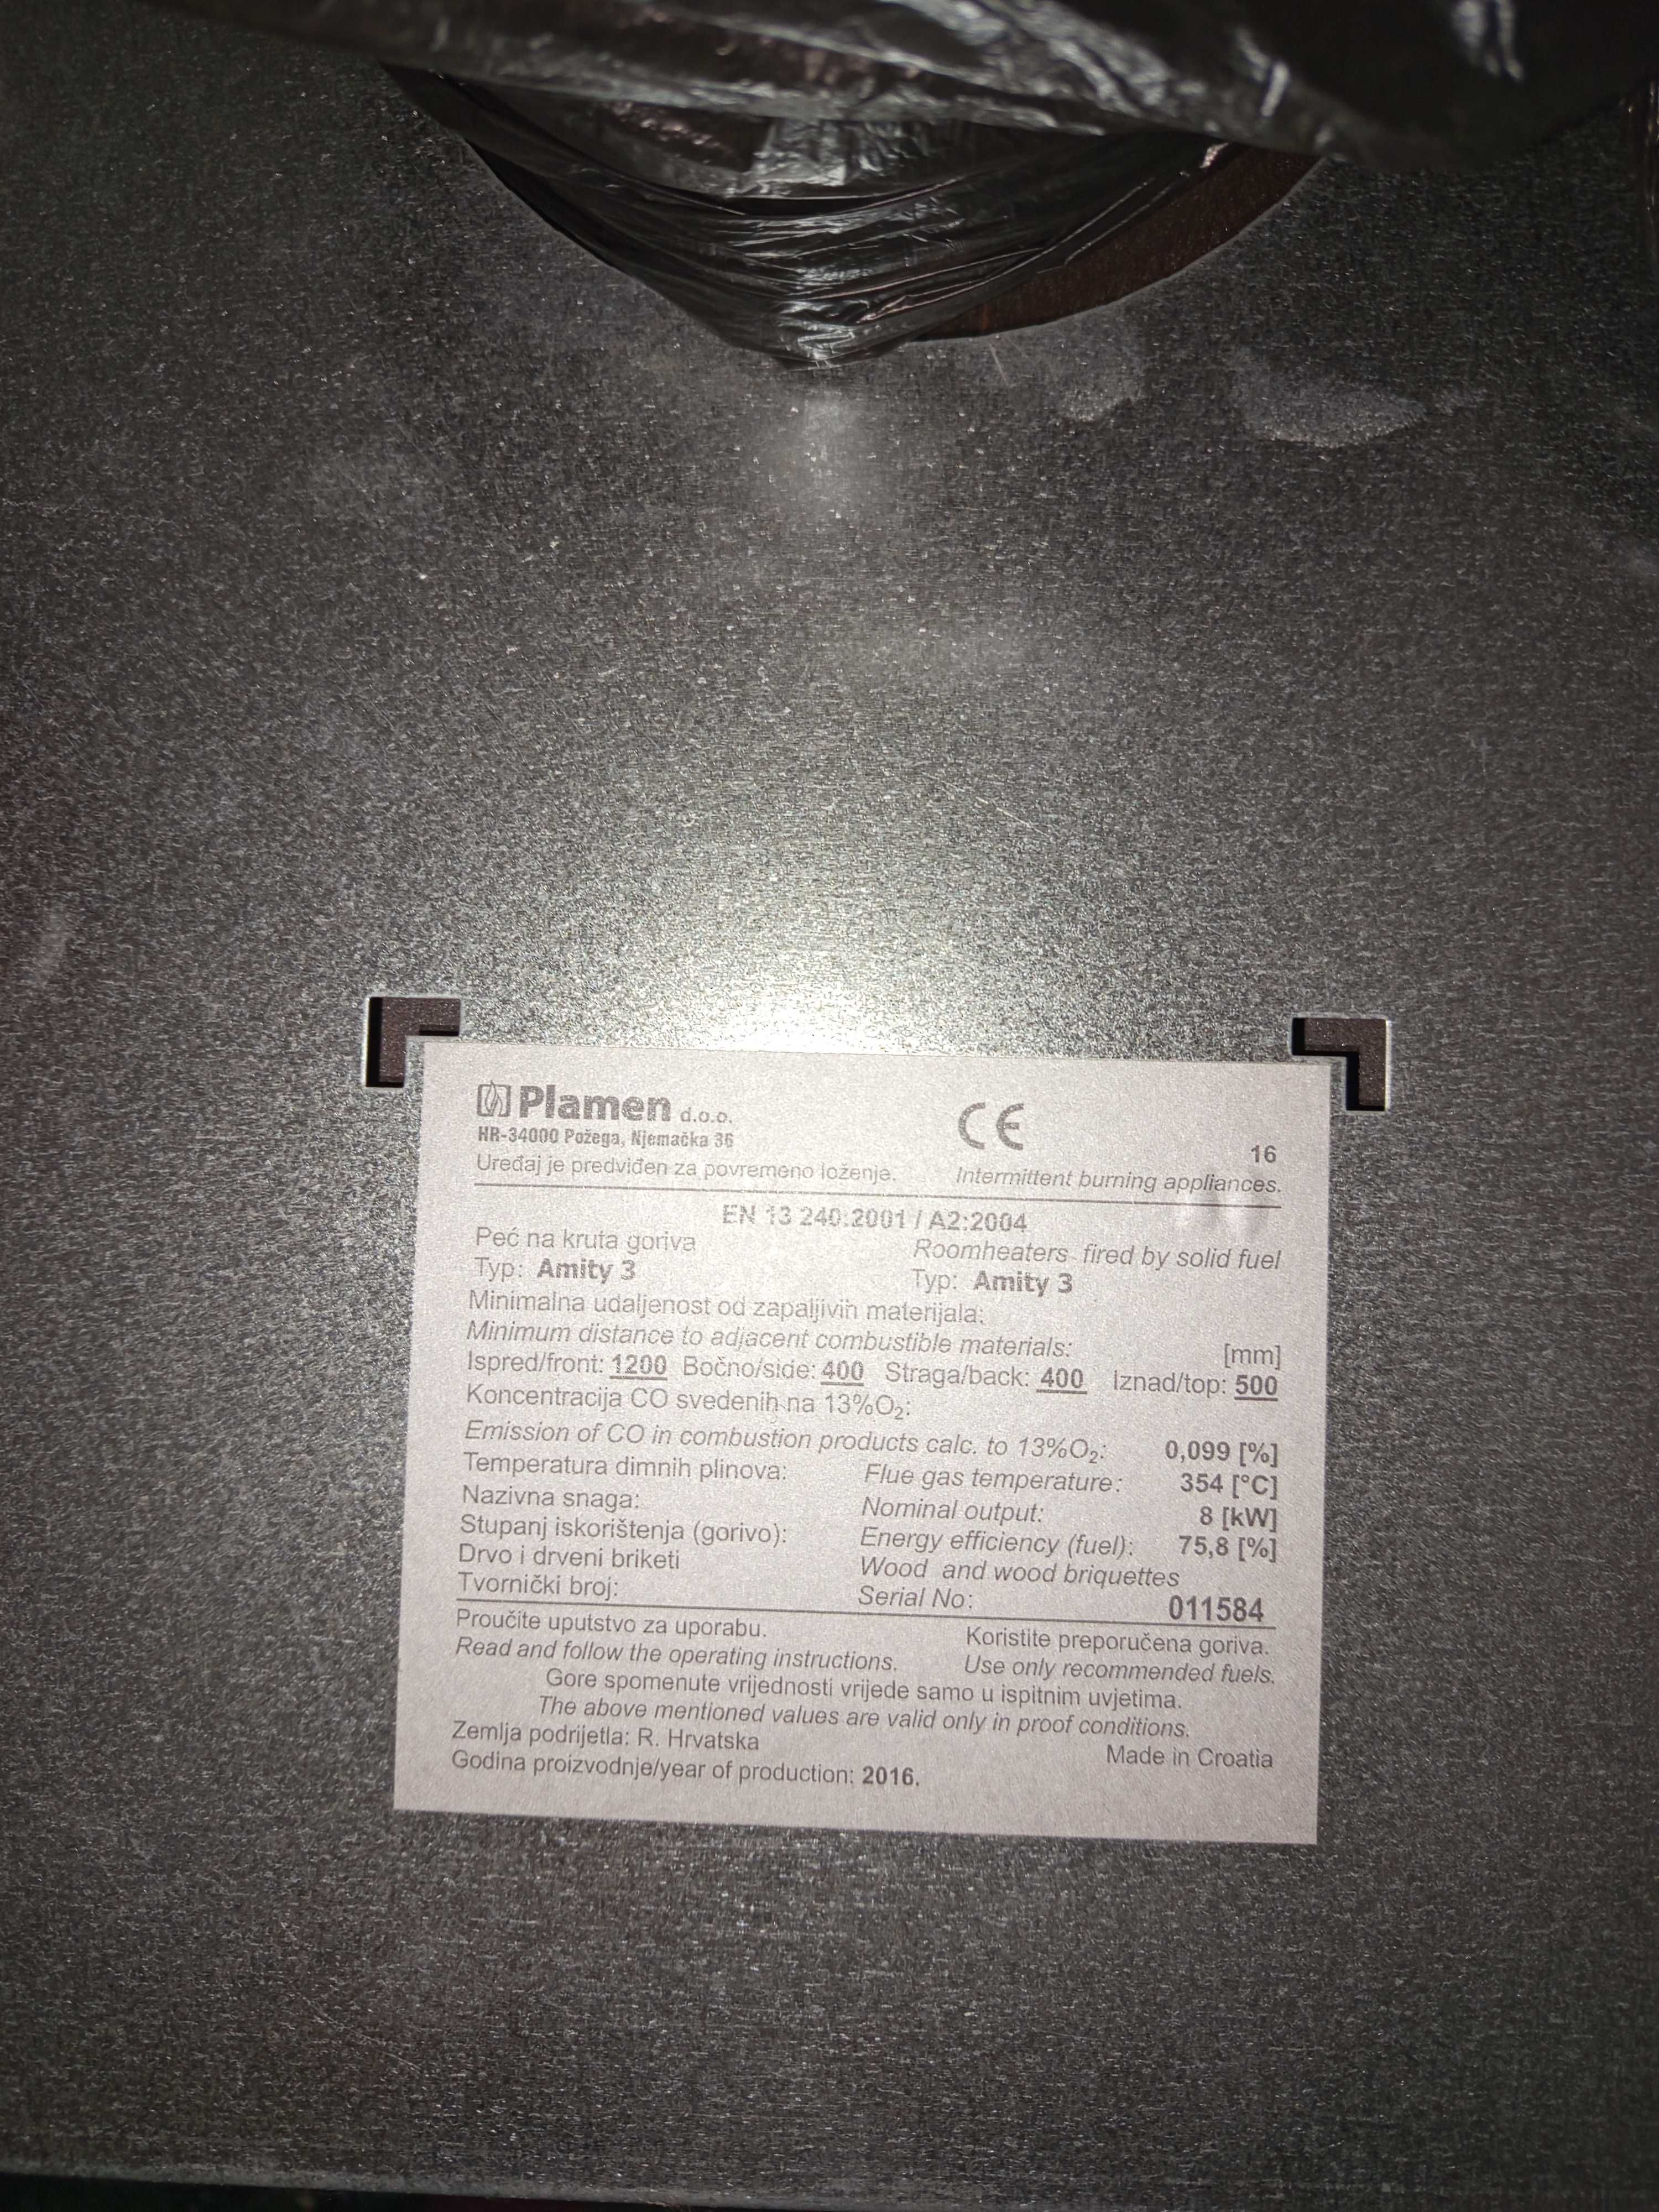 Plamen d.o.o.
HR-34000 Požega, Njemačka 36
CE
16
Uređaj je predviđen za povremeno loženje. Intermittent burning appliances.
EN 13 240:2001 / A2:2004
Peć na kruta goriva Roomheaters fired by solid fuel
Typ: Amity 3 Typ: Amity 3
Minimalna udaljenost od zapaljivih materijala:
Minimum distance to adjacent combustible materials: [mm]
Ispred/front: 1200 Bočno/side: 400 Straga/back: 400 Iznad/top: 500
Koncentracija CO svedenih na 13%O₂:
Emission of CO in combustion products calc. to 13%O₂: 0,099 [%]
Temperatura dimnih plinova: Flue gas temperature: 354 [°C]
Nazivna snaga: Nominal output: 8 [kW]
Stupanj iskorištenja (gorivo): Energy efficiency (fuel): 75,8 [%]
Drvo i drveni briketi Wood and wood briquettes
Tvornički broj: Serial No: 011584
Proučite uputstvo za uporabu. Koristite preporučena goriva.
Read and follow the operating instructions. Use only recommended fuels.
Gore spomenute vrijednosti vrijede samo u ispitnim uvjetima.
The above mentioned values are valid only in proof conditions.
Zemlja podrijetla: R. Hrvatska Made in Croatia
Godina proizvodnje/year of production: 2016.